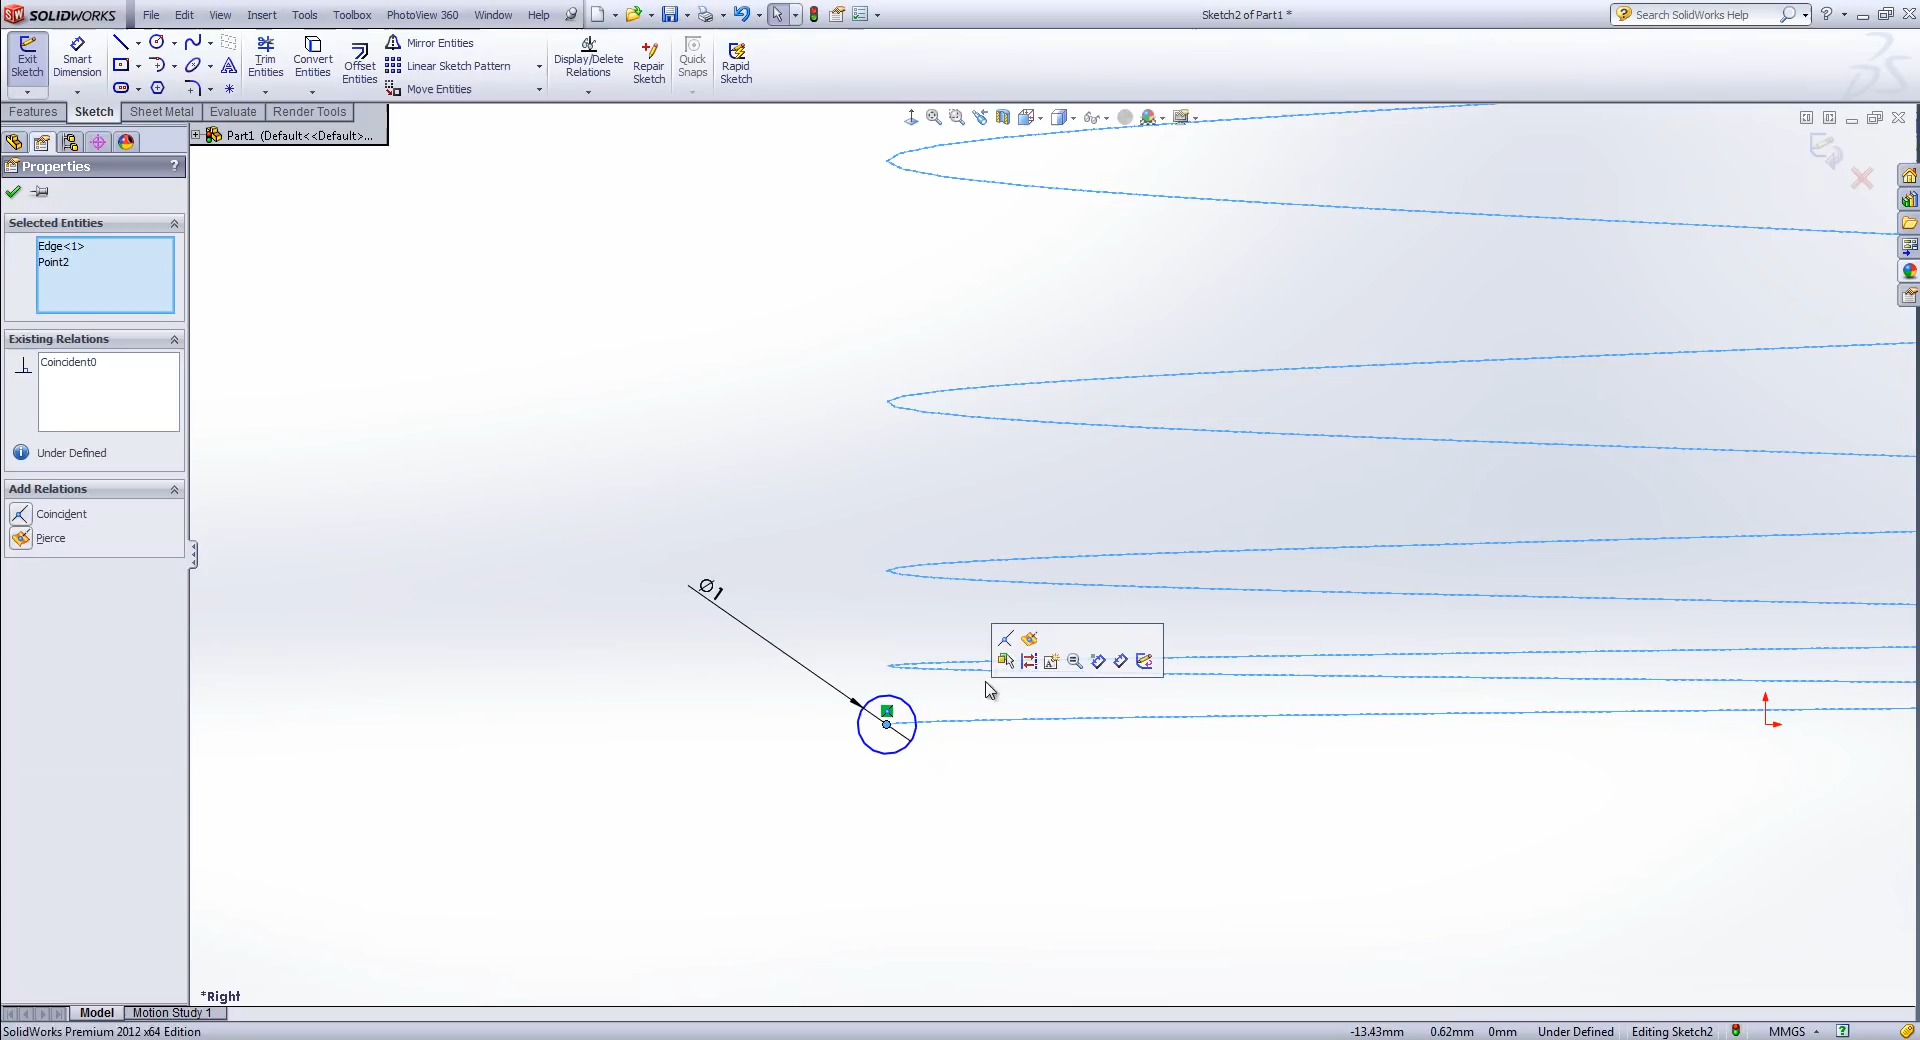 SOLIDWORKS File Edit View Insert Tools Toolbox PhotoView 360 Window Help Sketch2 of Part1 * Search SolidWorks Help
Exit Sketch
Smart Dimension
Trim Entities
Convert Entities
Offset Entities
Mirror Entities
Linear Sketch Pattern
Move Entities
Display/Delete Relations
Repair Sketch
Quick Snaps
Rapid Sketch
Features Sketch Sheet Metal Evaluate Render Tools
Part1 (Default<<Default>...
Properties ?
Selected Entities
Edge<1>
Point2
Existing Relations
Coincident0
Under Defined
Add Relations
Coincident
Pierce
Ø1
*Right
Model Motion Study 1
SolidWorks Premium 2012 x64 Edition -13.43mm 0.62mm 0mm Under Defined Editing Sketch2 MMGS ?